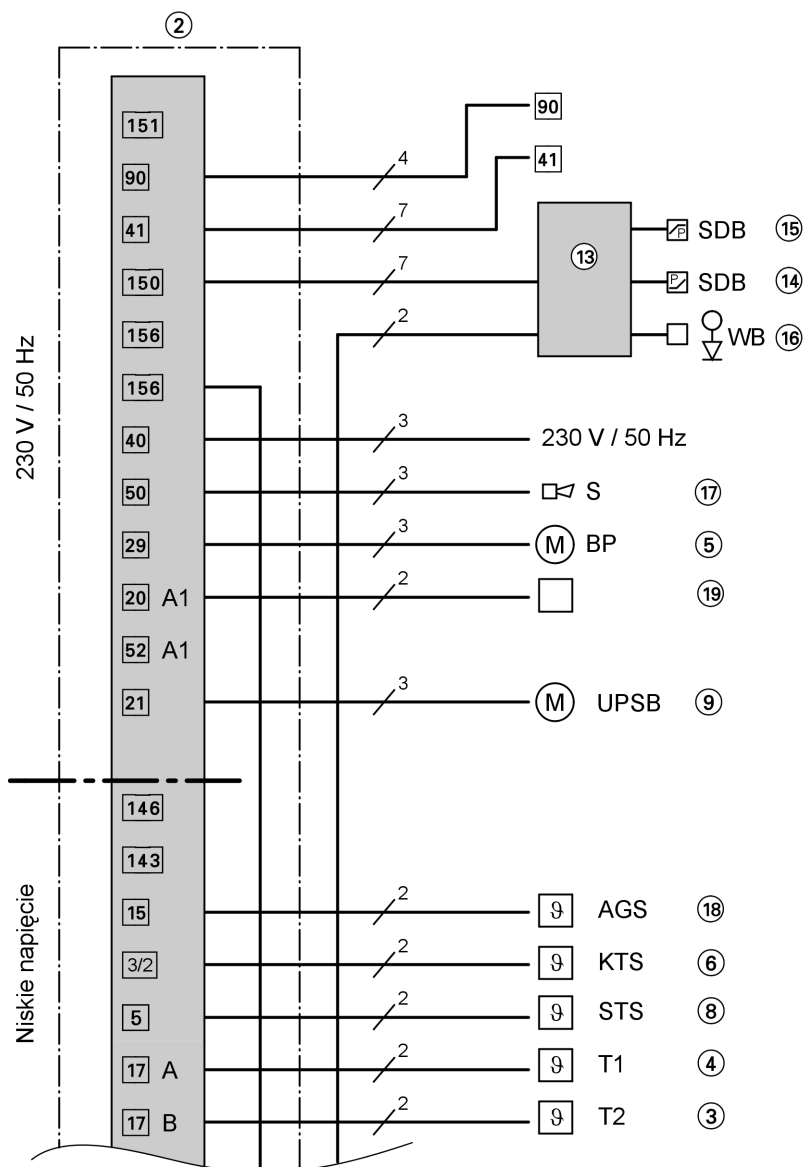 2
151
90
90
4
41
41
7
13
SDB 15
150
7
P
SDB 14
P
156
2
WB 16
156
230 V / 50 Hz
40
3
230 V / 50 Hz
50
3
S 17
29
3
M BP 5
20 A1
2
19
52 A1
21
3
M UPSB 9
146
143
Niskie napięcie
15
2
ϑ AGS 18
3/2
2
ϑ KTS 6
5
2
ϑ STS 8
17 A
2
ϑ T1 4
17 B
2
ϑ T2 3